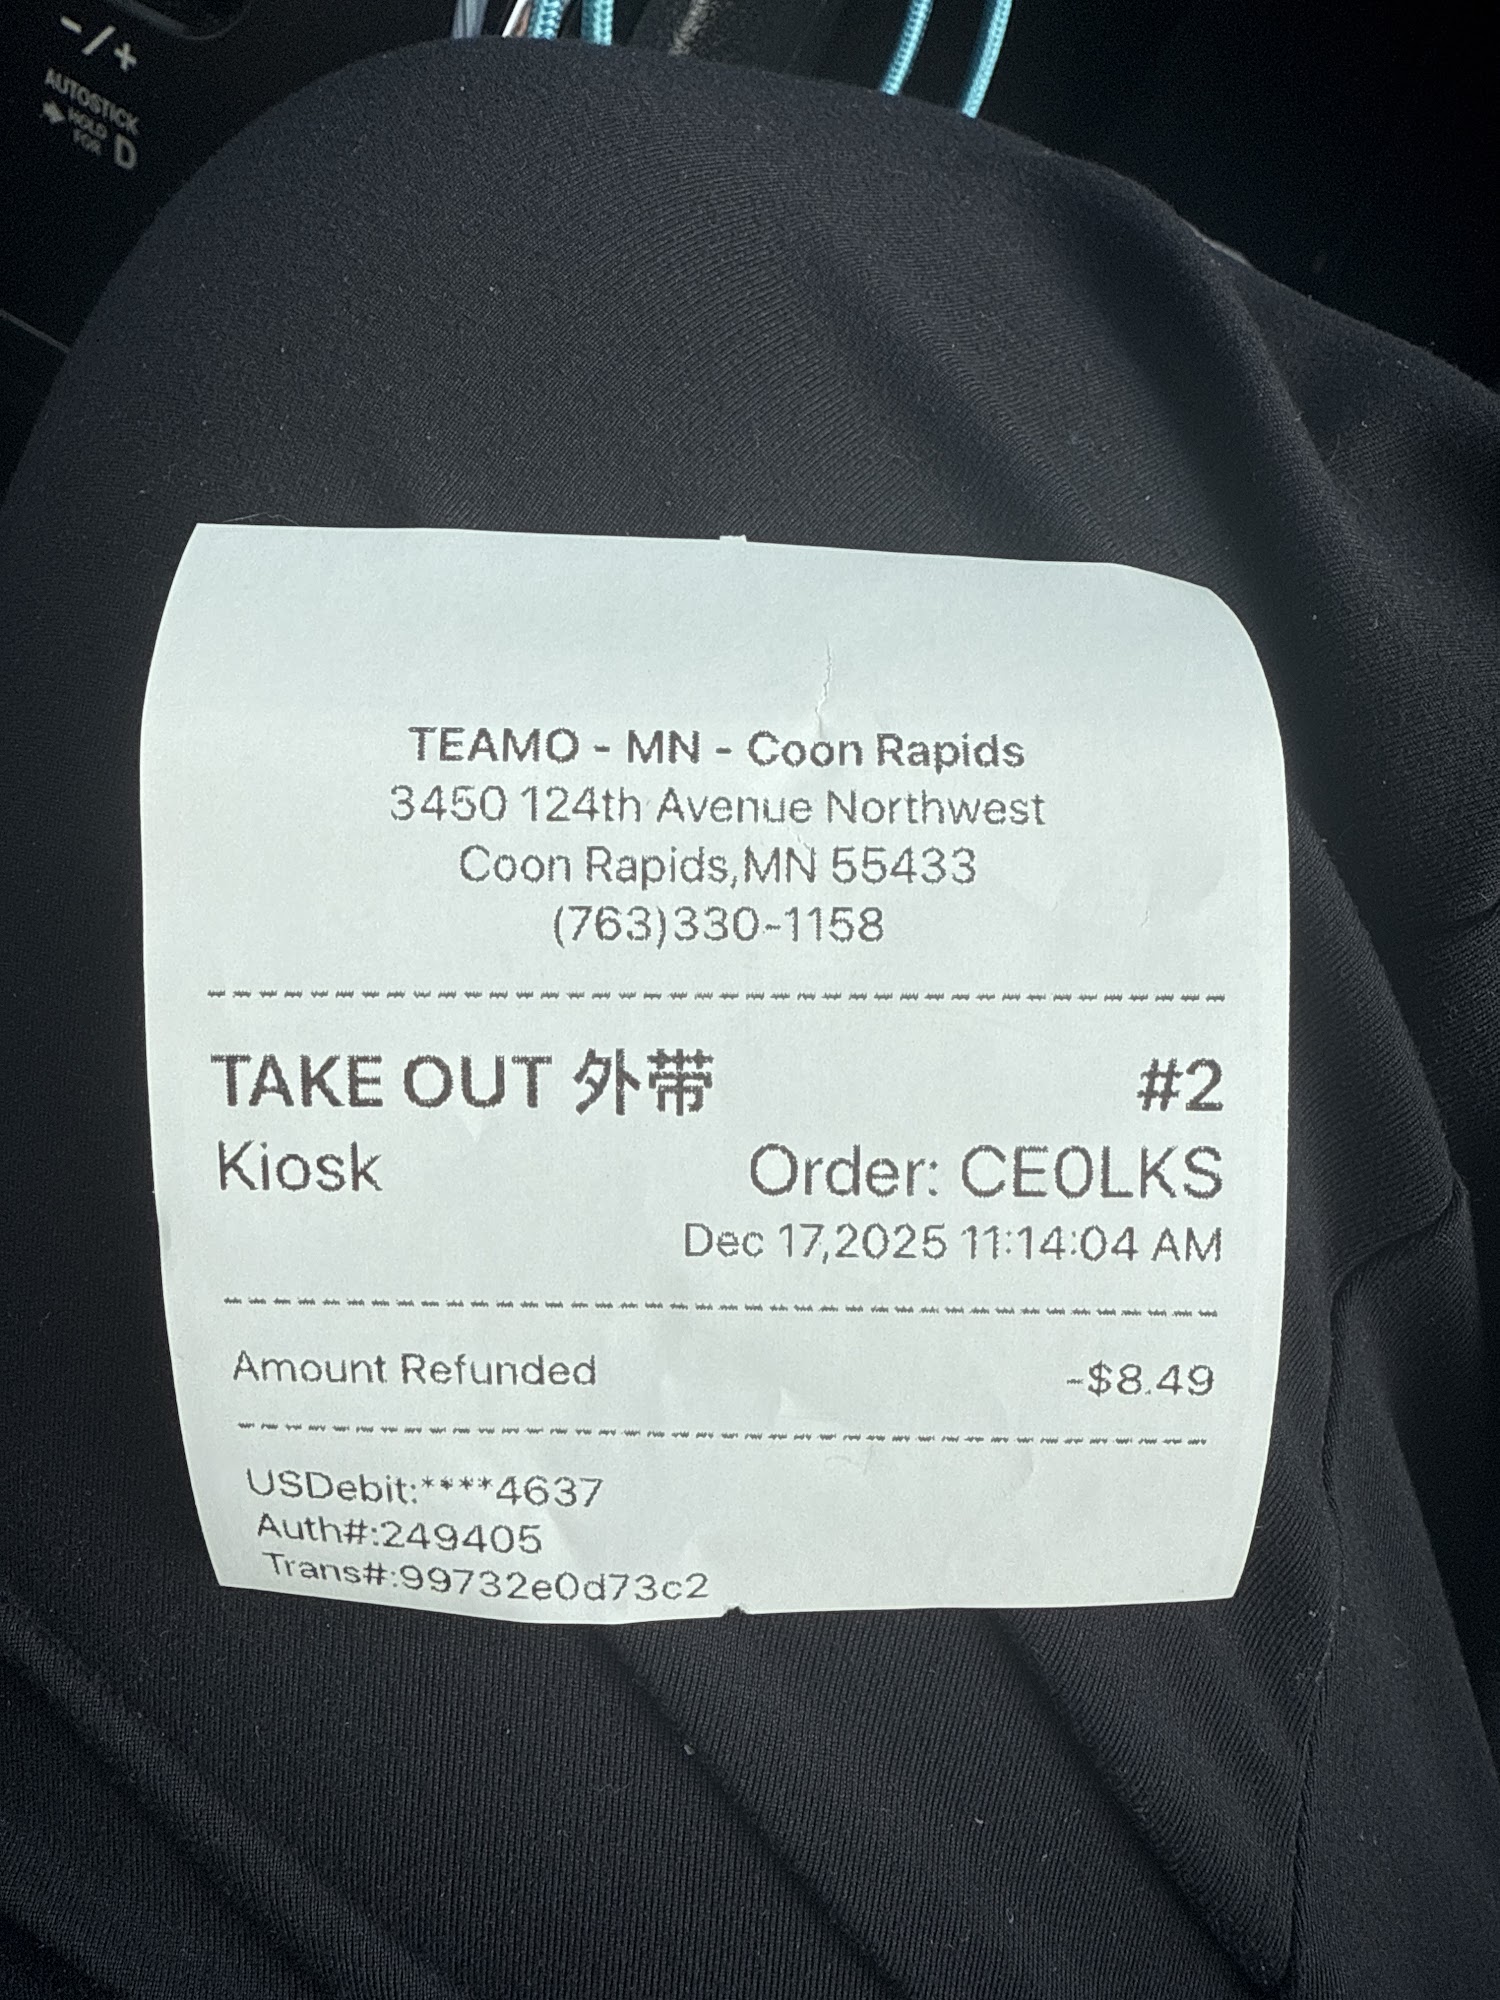 -/+
AUTOSTICK
HOLD
FOR D
TEAMO - MN - Coon Rapids
3450 124th Avenue Northwest
Coon Rapids,MN 55433
(763)330-1158
TAKE OUT 外带 #2
Kiosk Order: CE0LKS
Dec 17,2025 11:14:04 AM
Amount Refunded -$8.49
USDebit:****4637
Auth#:249405
Trans#:99732e0d73c2